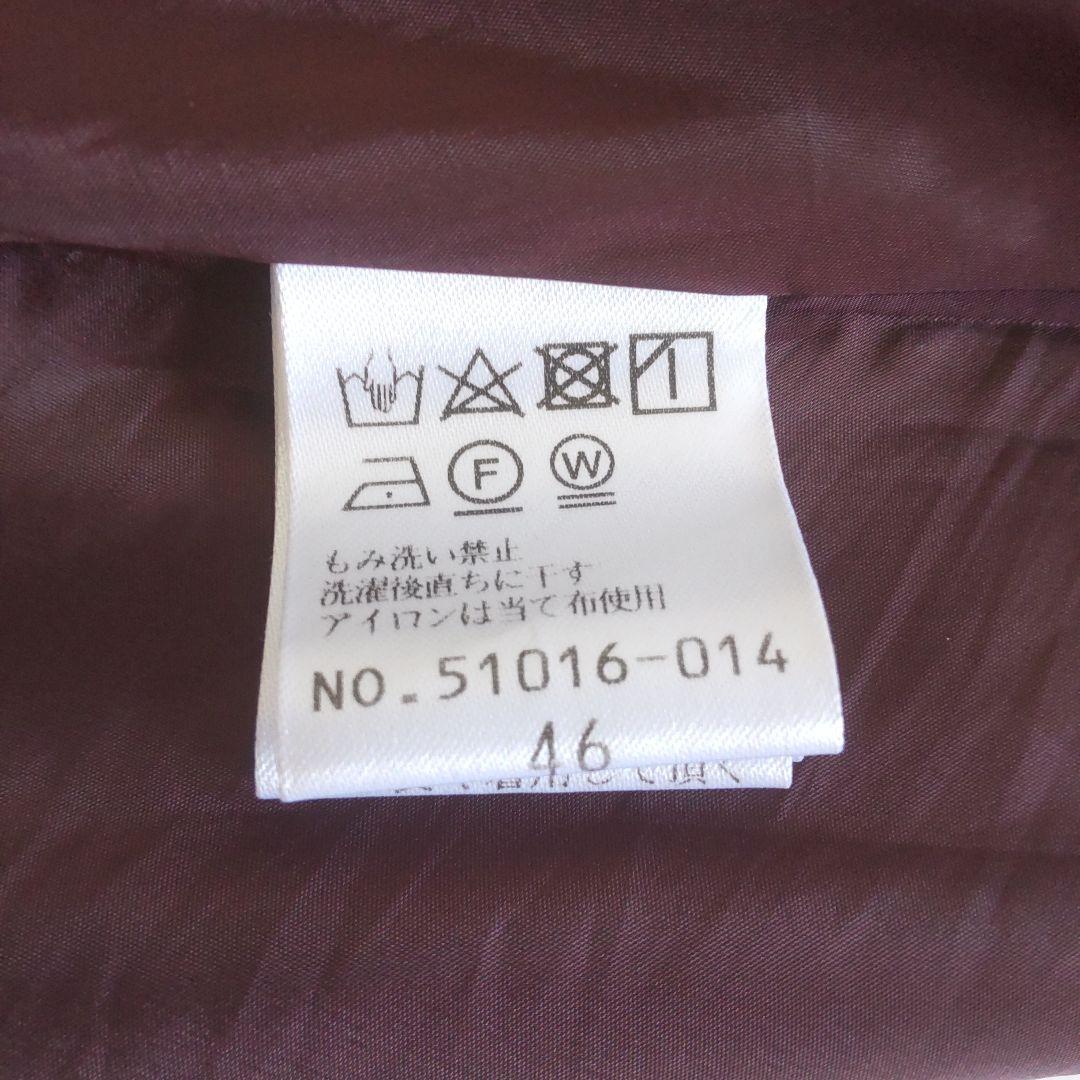 F W
もみ洗い禁止
洗濯後直ちに干す
アイロンは当て布使用
NO.51016-014
46